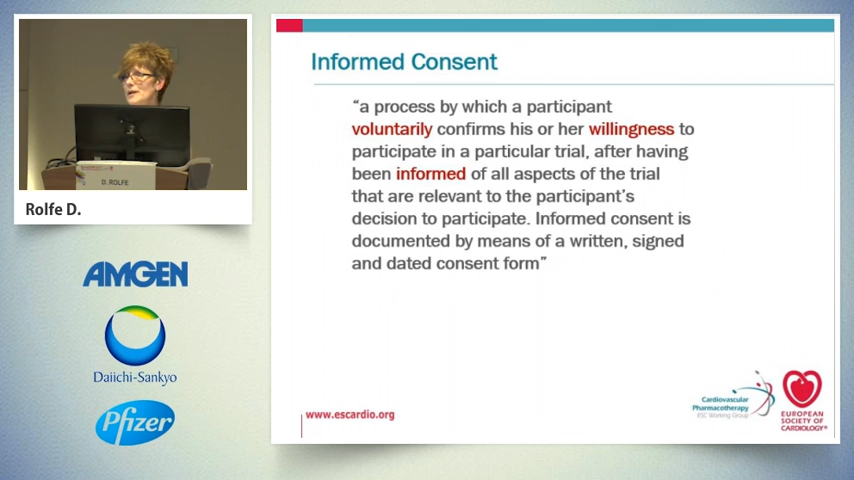 D. ROLFE
Rolfe D.
AMGEN
Daiichi-Sankyo
Pfizer
Informed Consent
“a process by which a participant
voluntarily confirms his or her willingness to
participate in a particular trial, after having
been informed of all aspects of the trial
that are relevant to the participant’s
decision to participate. Informed consent is
documented by means of a written, signed
and dated consent form”
www.escardio.org
Cardiovascular
Pharmacotherapy
ESC Working Group
EUROPEAN
SOCIETY OF
CARDIOLOGY®